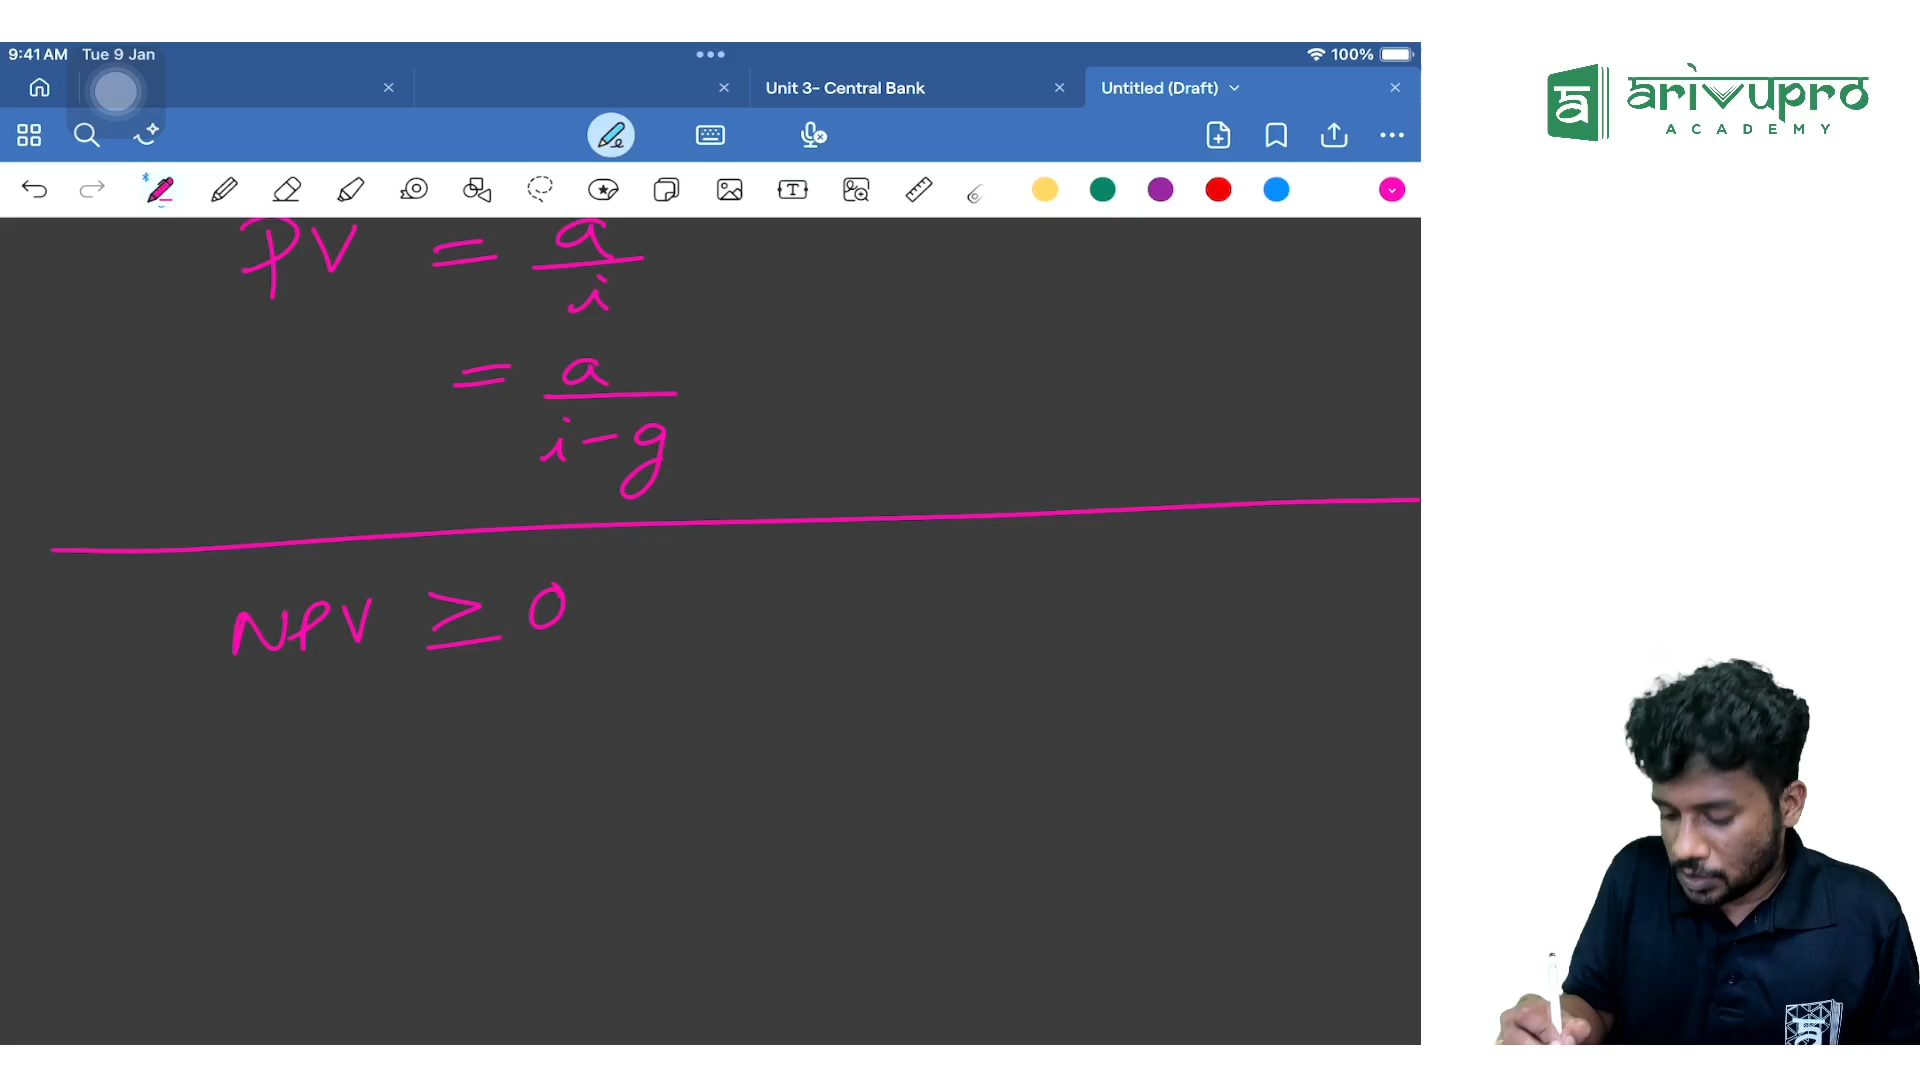 9:41 AM Tue 9 Jan
100%
Unit 3- Central Bank
Untitled (Draft)
arivupro
ACADEMY
PV = a/i
= a/i-g
NPV ≥ 0